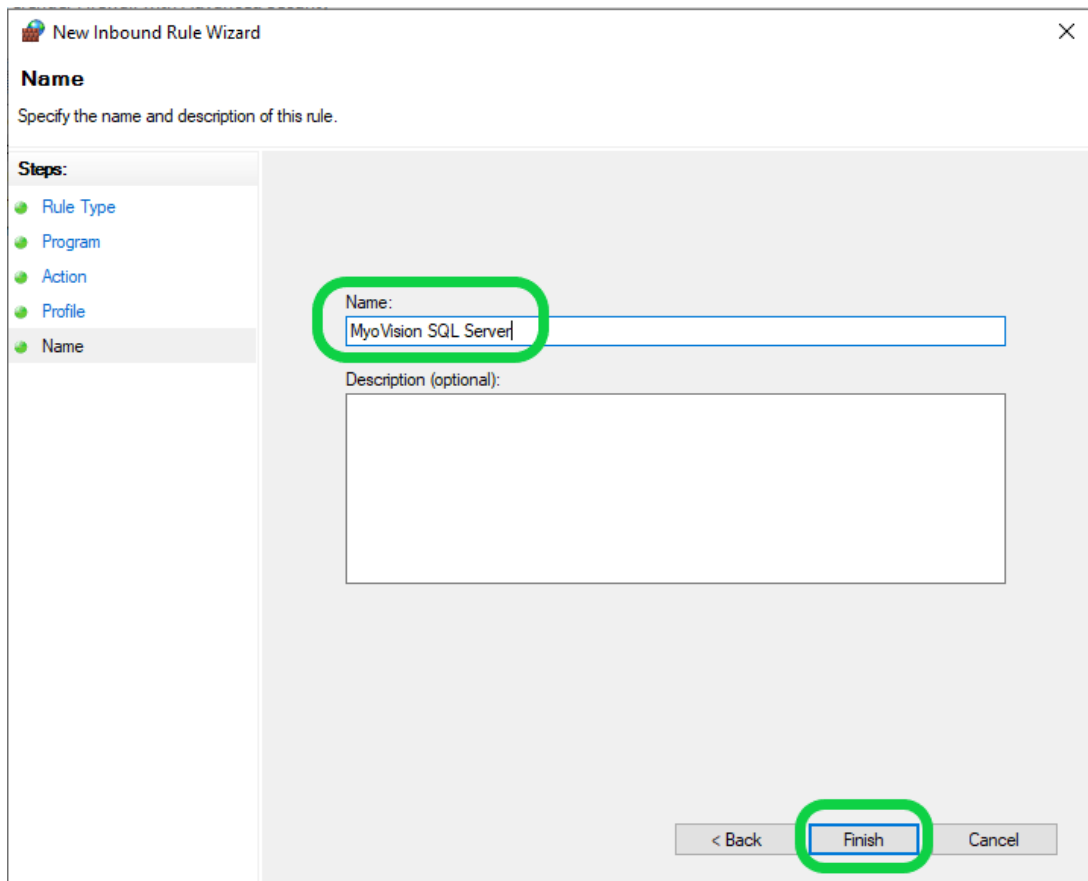 New Inbound Rule Wizard
Name
Specify the name and description of this rule.
Steps:
Rule Type
Program
Action
Profile
Name
Name:
MyoVision SQL Server
Description (optional):
< Back
Finish
Cancel